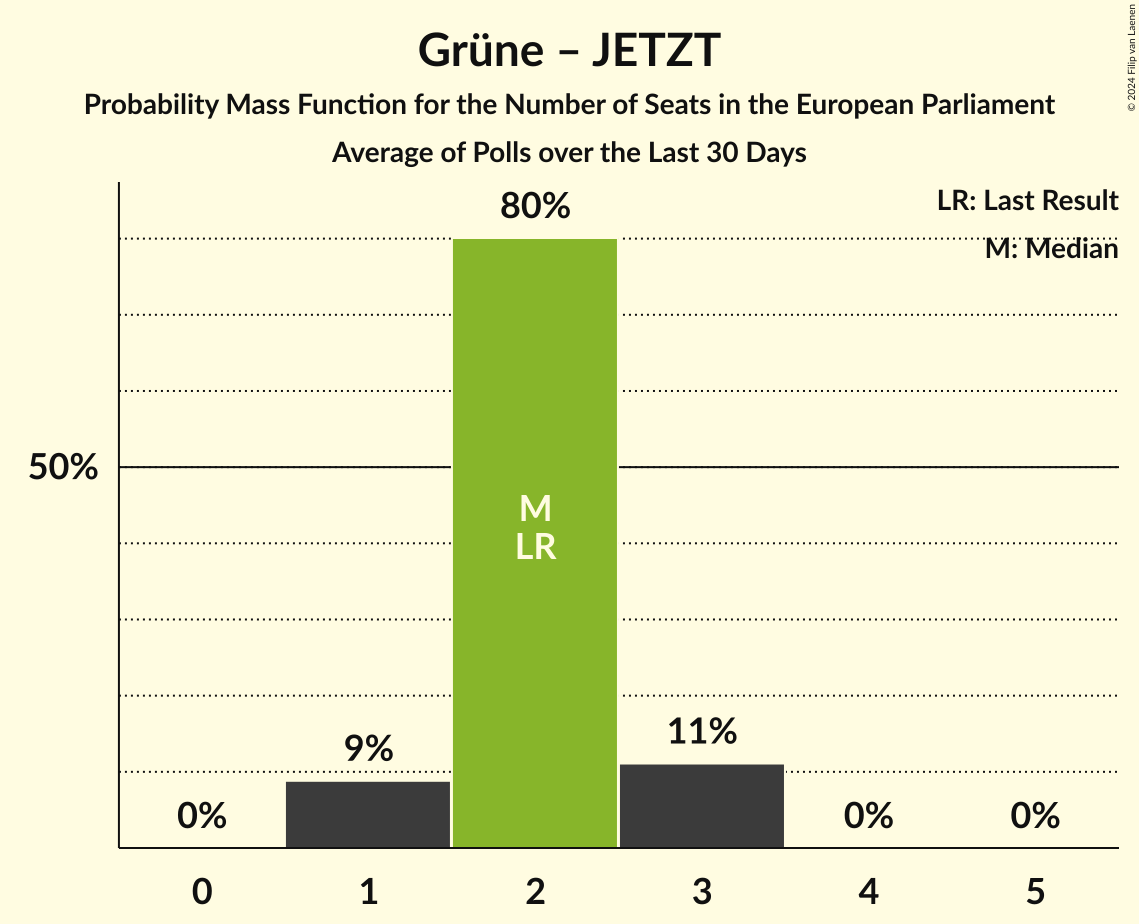 Grüne – JETZT
Probability Mass Function for the Number of Seats in the European Parliament
Average of Polls over the Last 30 Days
© 2024 Filip van Laenen
LR: Last Result
M: Median
80%
50%
M
LR
9%
11%
0%
0%
0%
0 1 2 3 4 5